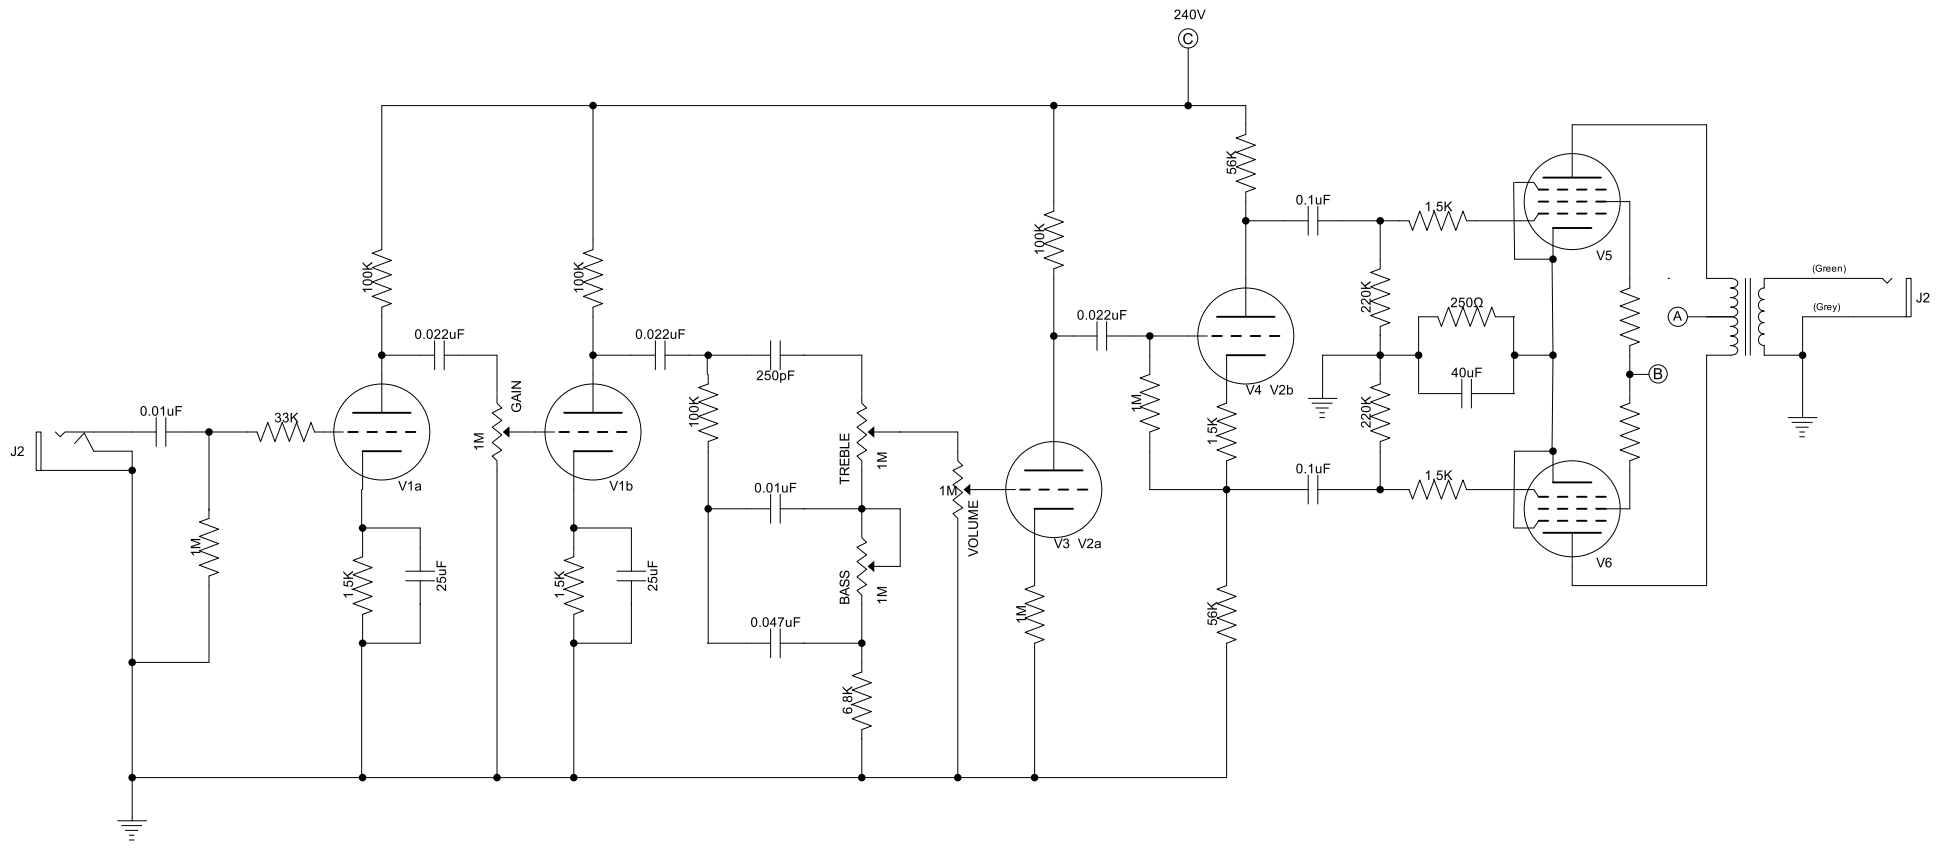 240V
C
56K
0.1uF
1.5K
V5
100K
100K
100K
220K
250Ω
(Green)
J2
(Grey)
A
0.022uF
0.022uF
0.022uF
250pF
40uF
B
V4 V2b
GAIN
1M
100K
1M
1.5K
220K
0.01uF
33K
J2
1M
TREBLE
1M
V1a
V1b
0.01uF
1M
VOLUME
0.1uF
1.5K
V3 V2a
V6
1M
1.5K
25uF
1.5K
25uF
BASS
1M
1M
56K
0.047uF
6.8K